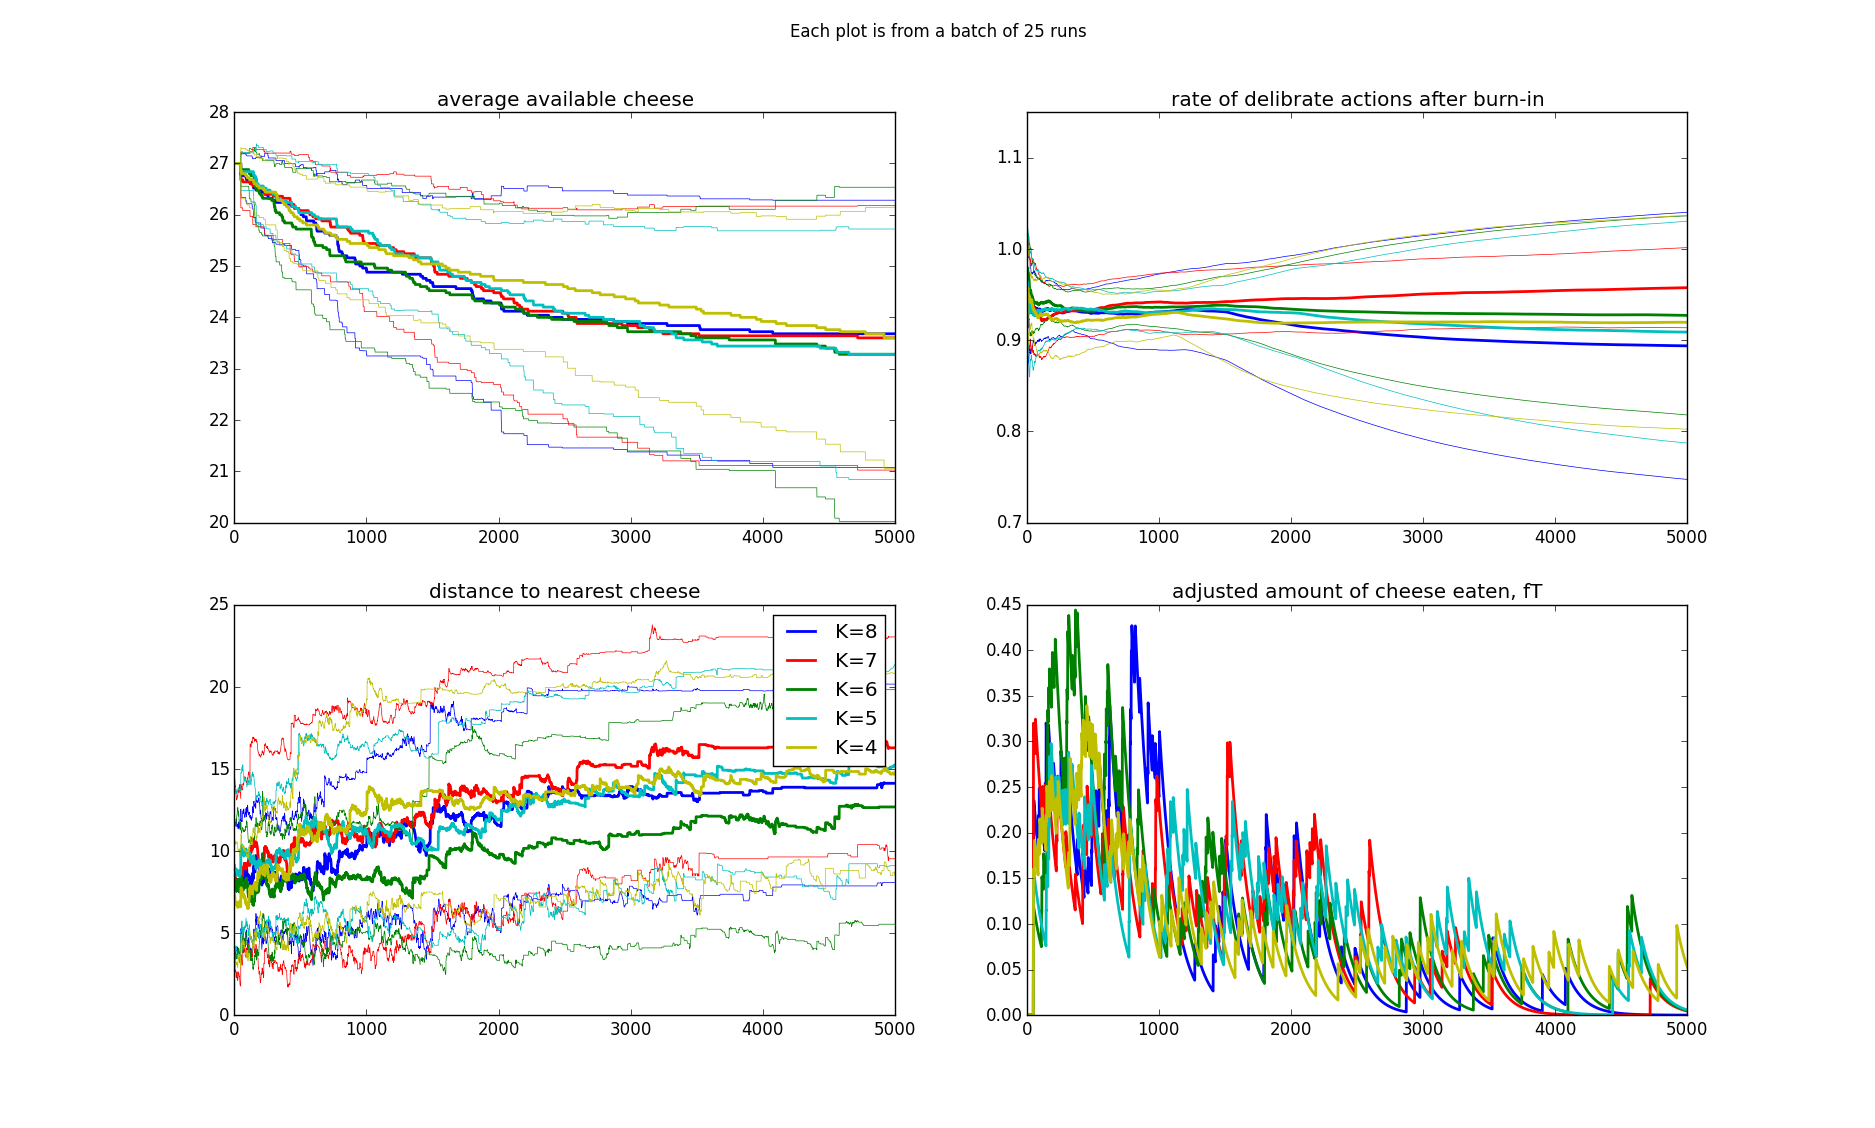 Each plot is from a batch of 25 runs
average available cheese
28
27
26
25
24
23
22
21
20
0 1000 2000 3000 4000 5000
rate of delibrate actions after burn-in
1.1
1.0
0.9
0.8
0.7
0 1000 2000 3000 4000 5000
distance to nearest cheese
25
20
15
10
5
0
0 1000 2000 3000 4000 5000
K=8
K=7
K=6
K=5
K=4
adjusted amount of cheese eaten, fT
0.45
0.40
0.35
0.30
0.25
0.20
0.15
0.10
0.05
0.00
0 1000 2000 3000 4000 5000